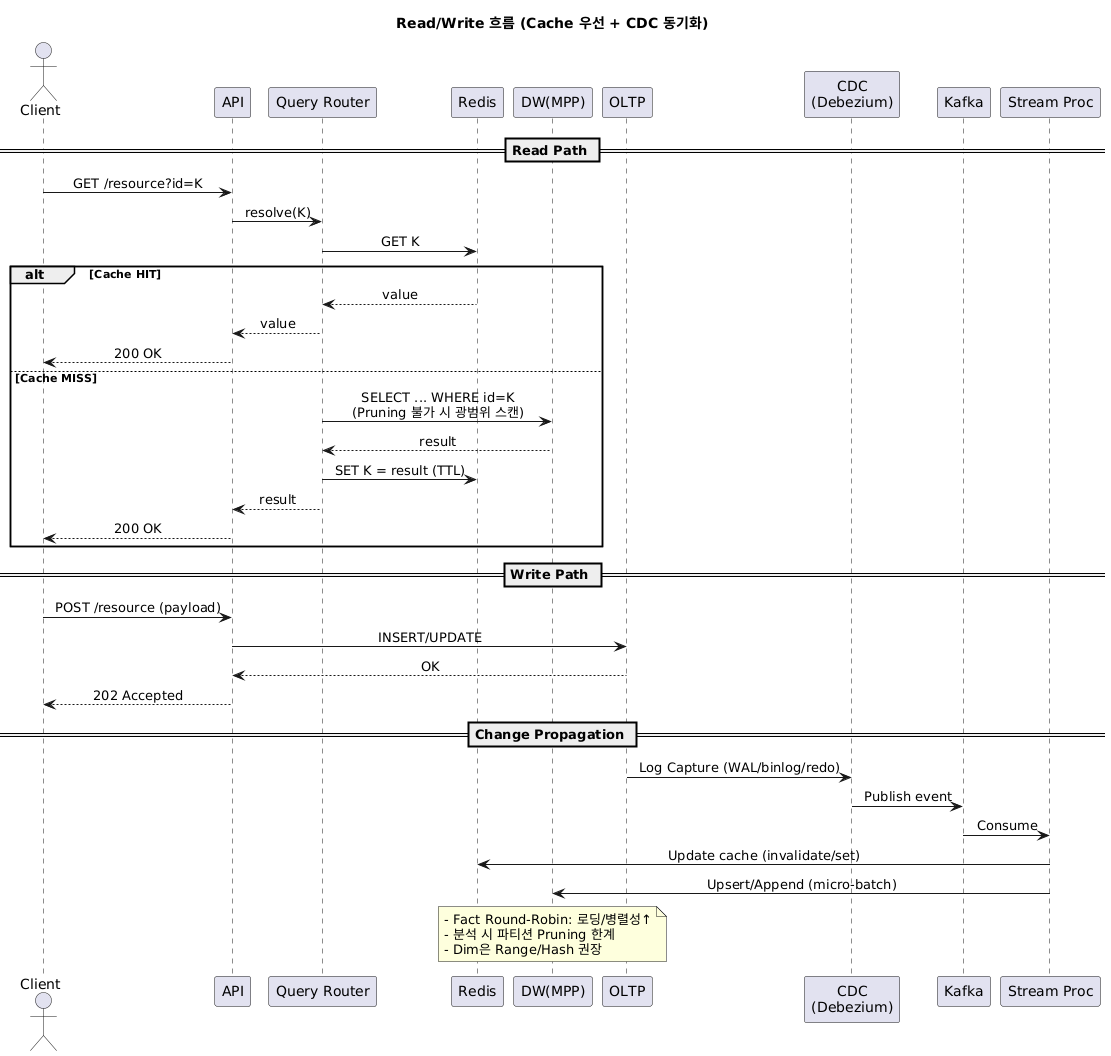 Read/Write 흐름 (Cache 우선 + CDC 동기화)
Client
API
Query Router
Redis
DW(MPP)
OLTP
CDC
(Debezium)
Kafka
Stream Proc
Read Path
GET /resource?id=K
resolve(K)
GET K
alt
[Cache HIT]
value
value
200 OK
[Cache MISS]
SELECT ... WHERE id=K
(Pruning 불가 시 광범위 스캔)
result
SET K = result (TTL)
result
200 OK
Write Path
POST /resource (payload)
INSERT/UPDATE
OK
202 Accepted
Change Propagation
Log Capture (WAL/binlog/redo)
Publish event
Consume
Update cache (invalidate/set)
Upsert/Append (micro-batch)
- Fact Round-Robin: 로딩/병렬성↑
- 분석 시 파티션 Pruning 한계
- Dim은 Range/Hash 권장
Client
API
Query Router
Redis
DW(MPP)
OLTP
CDC
(Debezium)
Kafka
Stream Proc